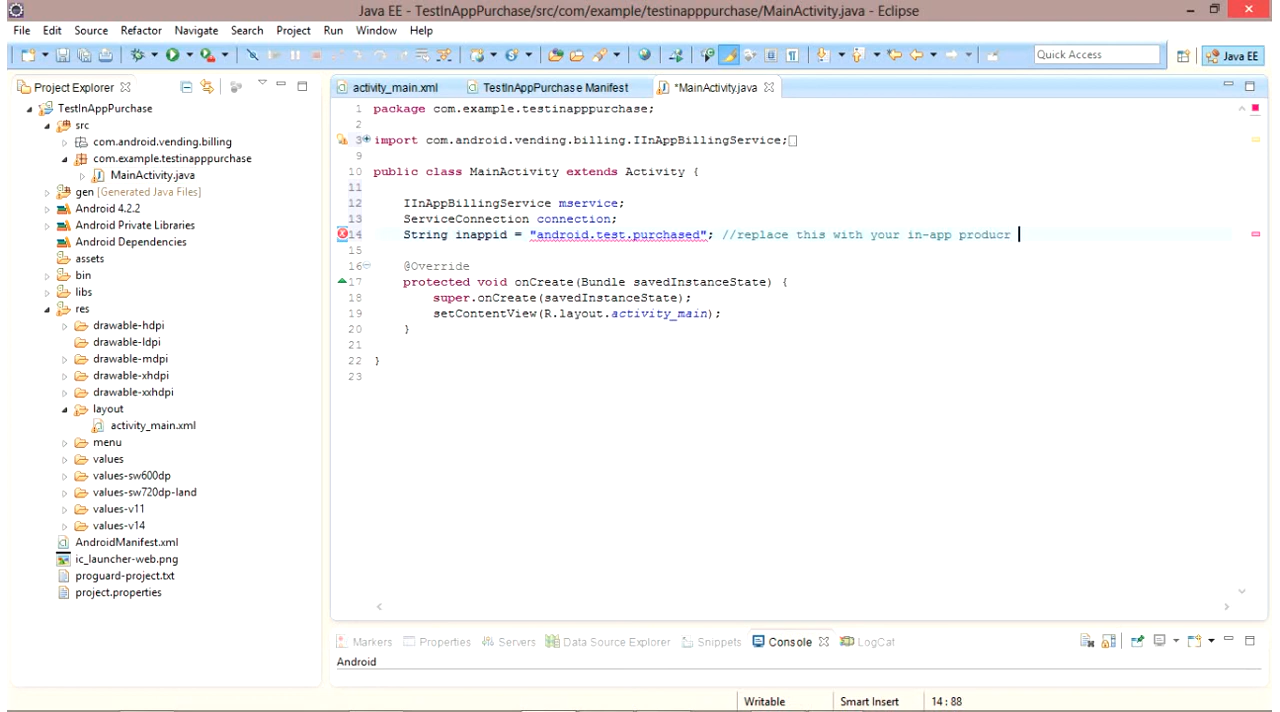 Java EE - TestInAppPurchase/src/com/example/testinapppurchase/MainActivity.java - Eclipse
File Edit Source Refactor Navigate Search Project Run Window Help
Quick Access
Java EE
Project Explorer
TestInAppPurchase
src
com.android.vending.billing
com.example.testinapppurchase
MainActivity.java
gen [Generated Java Files]
Android 4.2.2
Android Private Libraries
Android Dependencies
assets
bin
libs
res
drawable-hdpi
drawable-ldpi
drawable-mdpi
drawable-xhdpi
drawable-xxhdpi
layout
activity_main.xml
menu
values
values-sw600dp
values-sw720dp-land
values-v11
values-v14
AndroidManifest.xml
ic_launcher-web.png
proguard-project.txt
project.properties
activity_main.xml TestInAppPurchase Manifest *MainActivity.java
1 package com.example.testinapppurchase;
2
3 import com.android.vending.billing.IInAppBillingService;
9
10 public class MainActivity extends Activity {
11
12 IInAppBillingService mservice;
13 ServiceConnection connection;
14 String inappid = "android.test.purchased"; //replace this with your in-app producr
15
16 @Override
17 protected void onCreate(Bundle savedInstanceState) {
18 super.onCreate(savedInstanceState);
19 setContentView(R.layout.activity_main);
20 }
21
22 }
23
Markers Properties Servers Data Source Explorer Snippets Console LogCat
Android
Writable Smart Insert 14 : 88